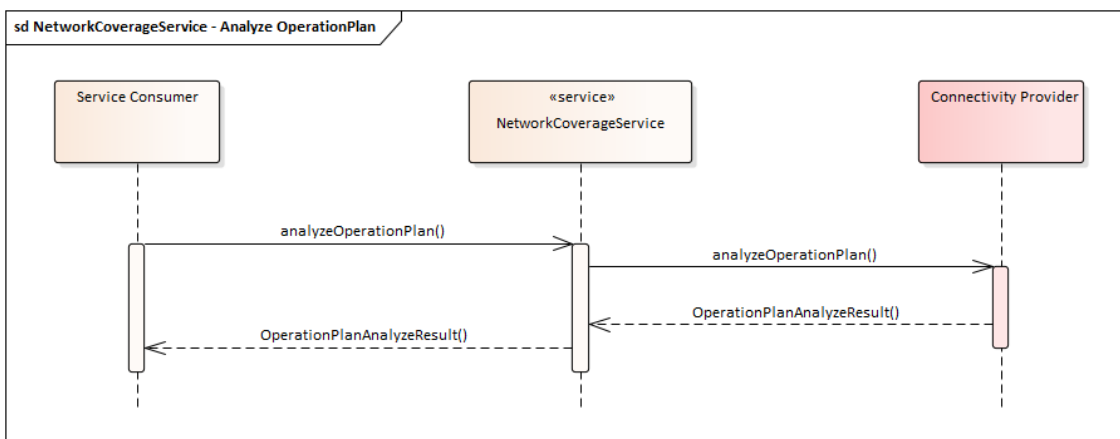 sd NetworkCoverageService - Analyze OperationPlan
Service Consumer
«service»
NetworkCoverageService
Connectivity Provider
analyzeOperationPlan()
analyzeOperationPlan()
OperationPlanAnalyzeResult()
OperationPlanAnalyzeResult()